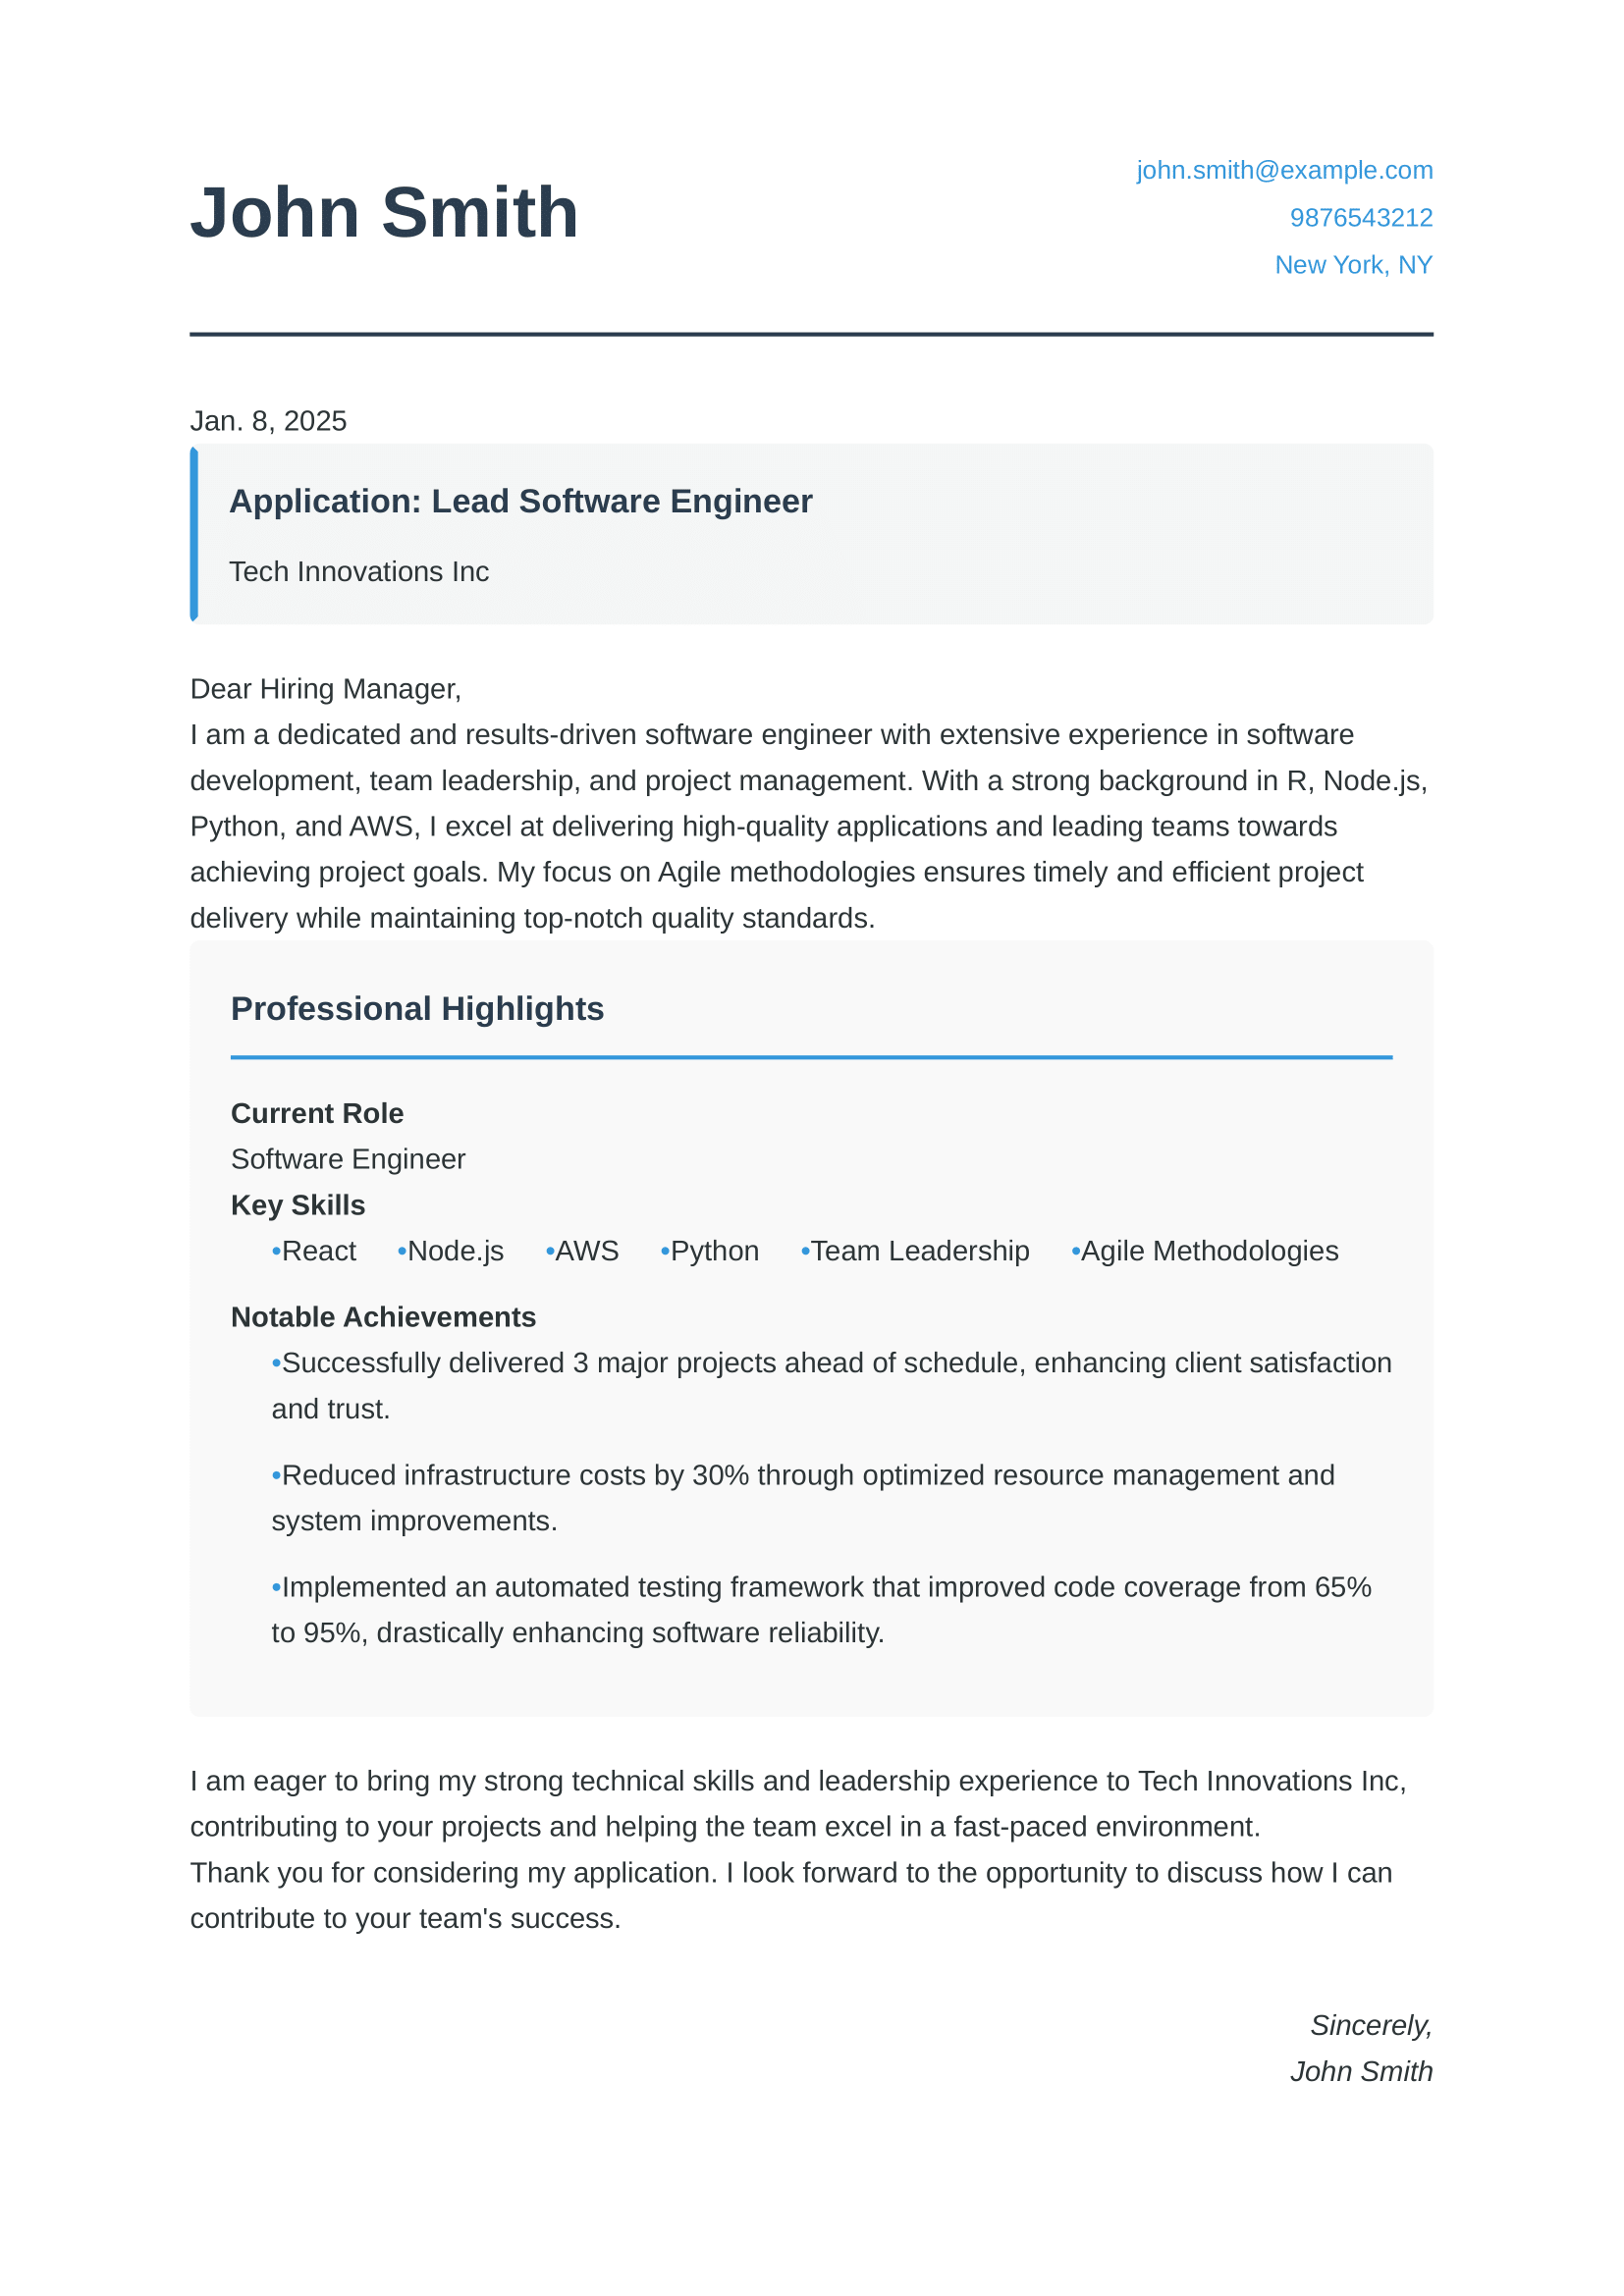 John Smith
john.smith@example.com
9876543212
New York, NY
Jan. 8, 2025
Application: Lead Software Engineer
Tech Innovations Inc
Dear Hiring Manager,
I am a dedicated and results-driven software engineer with extensive experience in software
development, team leadership, and project management. With a strong background in R, Node.js,
Python, and AWS, I excel at delivering high-quality applications and leading teams towards
achieving project goals. My focus on Agile methodologies ensures timely and efficient project
delivery while maintaining top-notch quality standards.
Professional Highlights
Current Role
Software Engineer
Key Skills
•React •Node.js •AWS •Python •Team Leadership •Agile Methodologies
Notable Achievements
•Successfully delivered 3 major projects ahead of schedule, enhancing client satisfaction
and trust.
•Reduced infrastructure costs by 30% through optimized resource management and
system improvements.
•Implemented an automated testing framework that improved code coverage from 65%
to 95%, drastically enhancing software reliability.
I am eager to bring my strong technical skills and leadership experience to Tech Innovations Inc,
contributing to your projects and helping the team excel in a fast-paced environment.
Thank you for considering my application. I look forward to the opportunity to discuss how I can
contribute to your team's success.
Sincerely,
John Smith